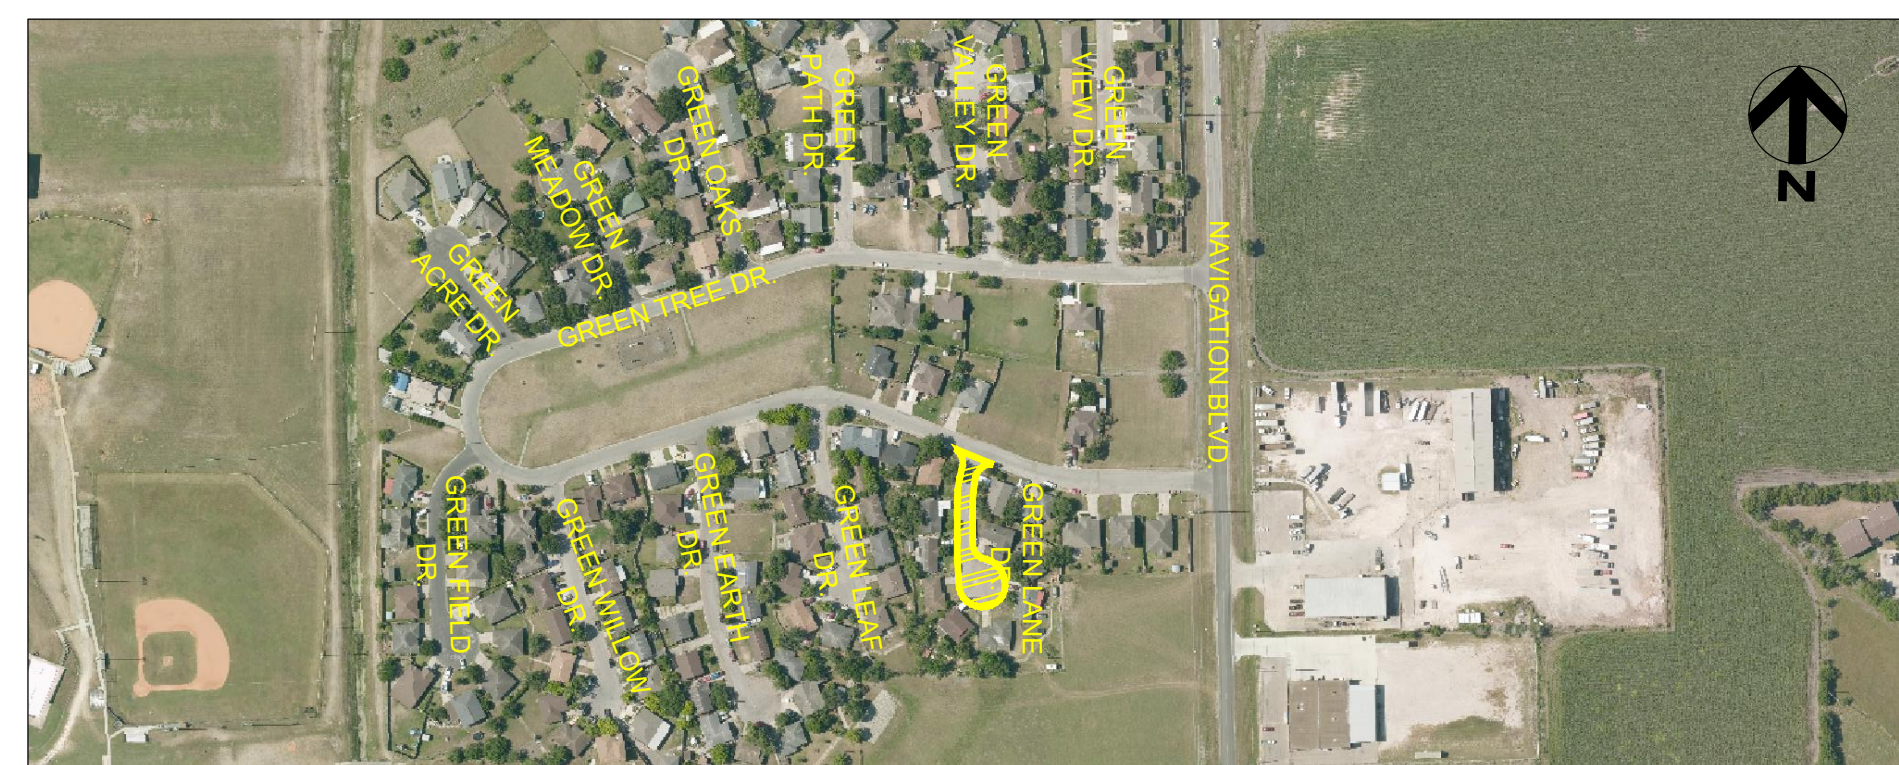 GREEN
VIEW DR.
GREEN
VALLEY DR.
GREEN
PATH DR.
GREEN OAKS
DR.
GREEN
MEADOW DR.
GREEN
ACRE DR.
GREEN TREE DR.
NAVIGATION BLVD.
N
GREEN FIELD
DR.
GREEN WILLOW
DR.
GREEN EARTH
DR
GREEN LEAF
DR.
GREEN LANE
DR.